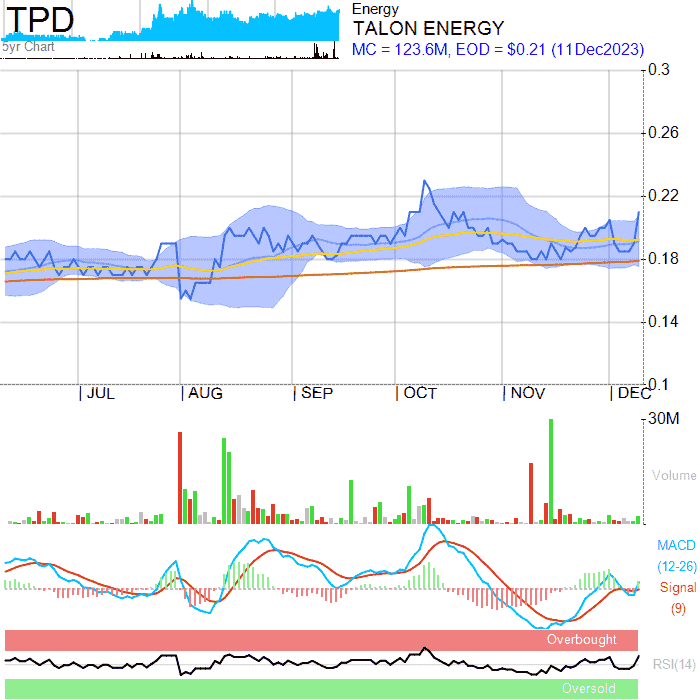 TPD
5yr Chart
Energy
TALON ENERGY
MC = 123.6M, EOD = $0.21 (11Dec2023)
0.3
0.26
0.22
0.18
0.14
0.1
JUL AUG SEP OCT NOV DEC
30M
Volume
MACD
(12-26)
Signal
(9)
Overbought
RSI(14)
Oversold